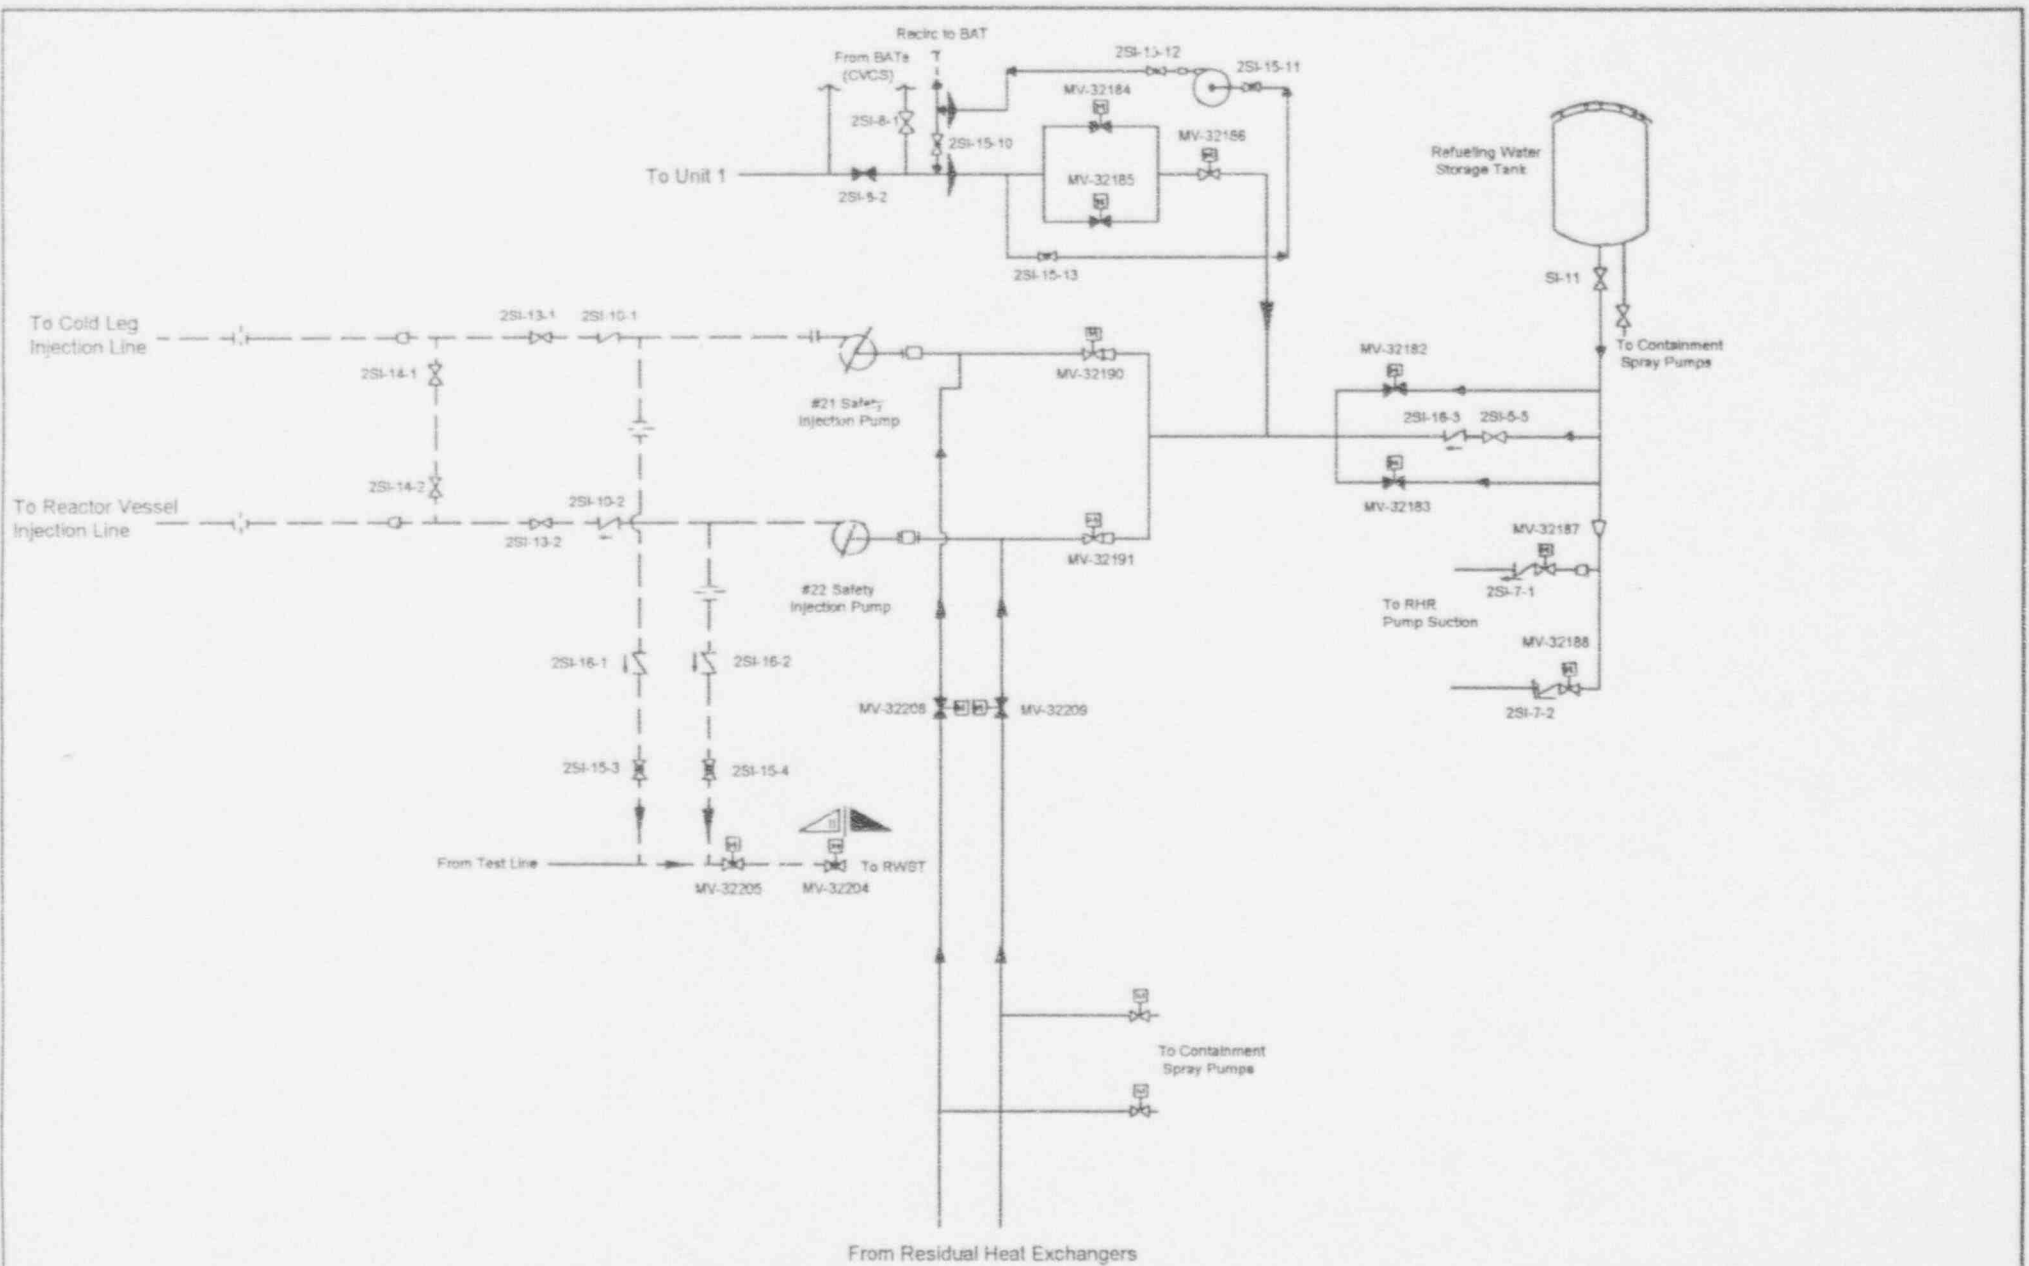 Recirc to BAT
From BATs
(CVCS)
2SI-15-12
2SI-15-11
MV-32184
2SI-8-1
2SI-15-10
MV-32186
To Unit 1
MV-32185
2SI-15-13
Refueling Water
Storage Tank
SI-11
To Containment
Spray Pumps
To Cold Leg
Injection Line
2SI-13-1
2SI-10-1
2SI-14-1
MV-32190
#21 Safety
Injection Pump
MV-32182
2SI-16-3
2SI-5-5
MV-32183
2SI-14-2
To Reactor Vessel
Injection Line
2SI-10-2
2SI-13-2
MV-32191
#22 Safety
Injection Pump
MV-32187
2SI-7-1
To RHR
Pump Suction
MV-32188
2SI-7-2
2SI-16-1
2SI-16-2
MV-32208
MV-32209
2SI-15-3
2SI-15-4
From Test Line
To RWST
MV-32205
MV-32204
To Containment
Spray Pumps
From Residual Heat Exchangers